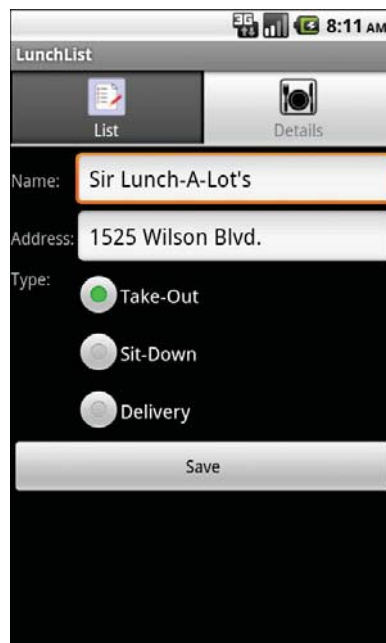 3G 8:11 AM
LunchList
List Details
Name: Sir Lunch-A-Lot's
Address: 1525 Wilson Blvd.
Type: Take-Out
Sit-Down
Delivery
Save